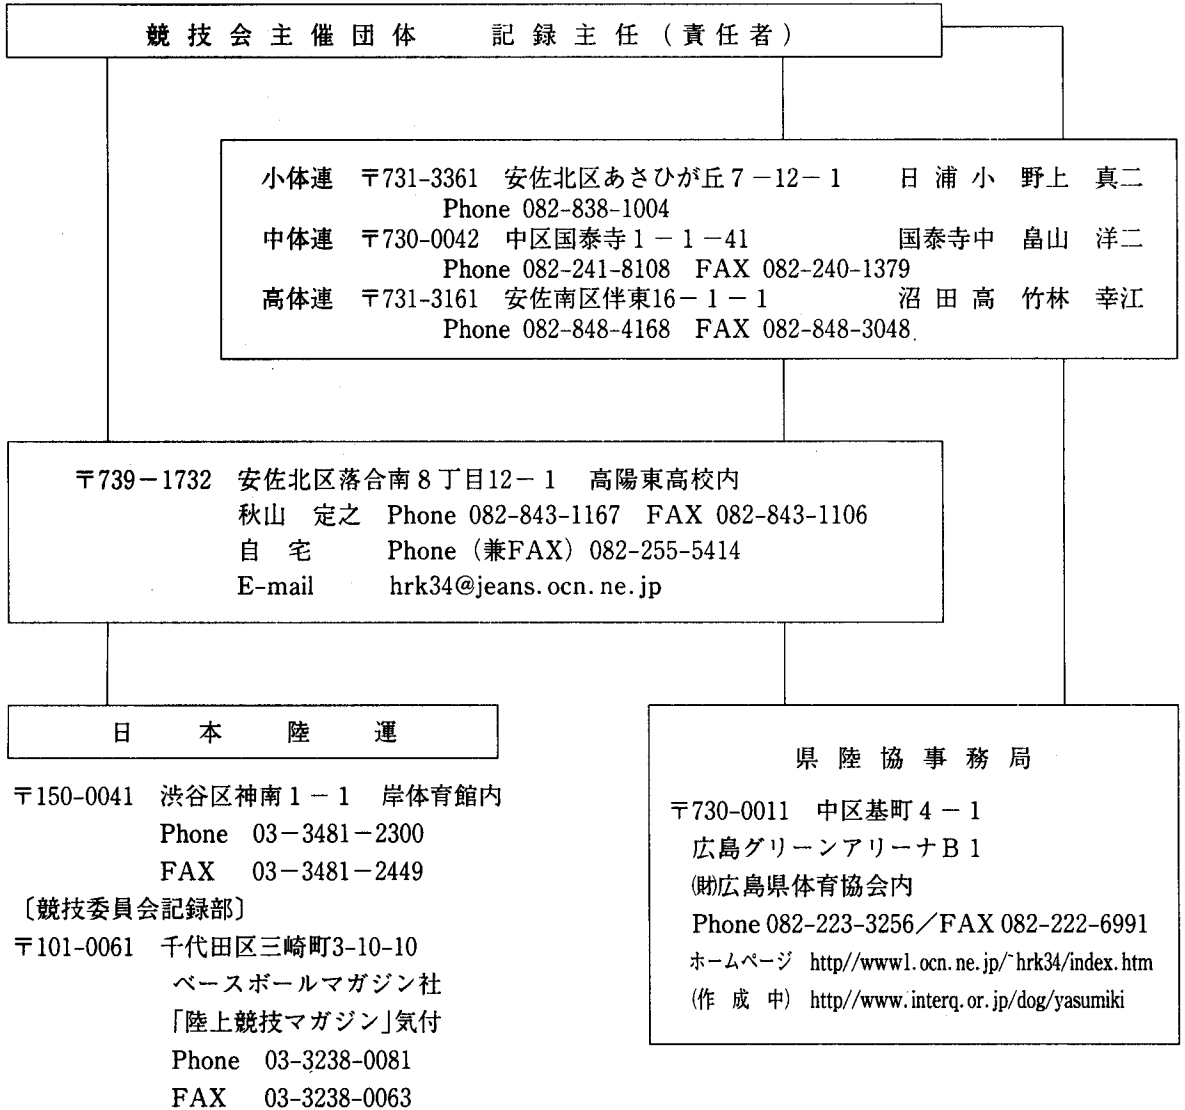 競技会主催団体　記録主任(責任者)
小体連　〒731-3361　安佐北区あさひが丘7－12－1　日浦小　野上　真二
Phone 082-838-1004
中体連　〒730-0042　中区国泰寺1－1－41　国泰寺中　畠山　洋二
Phone 082-241-8108　FAX 082-240-1379
高体連　〒731-3161　安佐南区伴東16－1－1　沼田高　竹林　幸江
Phone 082-848-4168　FAX 082-848-3048
〒739－1732　安佐北区落合南8丁目12－1　高陽東高校内
秋山　定之　Phone 082-843-1167　FAX 082-843-1106
自　宅　Phone（兼FAX）082-255-5414
E-mail　hrk34@jeans.ocn.ne.jp
日本陸運
〒150-0041　渋谷区神南1－1　岸体育館内
Phone　03－3481－2300
FAX　03－3481－2449
〔競技委員会記録部〕
〒101-0061　千代田区三崎町3-10-10
ベースボールマガジン社
「陸上競技マガジン」気付
Phone　03-3238-0081
FAX　03-3238-0063
県陸協事務局
〒730-0011　中区基町4－1
広島グリーンアリーナB1
㈶広島県体育協会内
Phone 082-223-3256／FAX 082-222-6991
ホームページ　http//www1.ocn.ne.jp/~hrk34/index.htm
(作成中)　http//www.interq.or.jp/dog/yasumiki